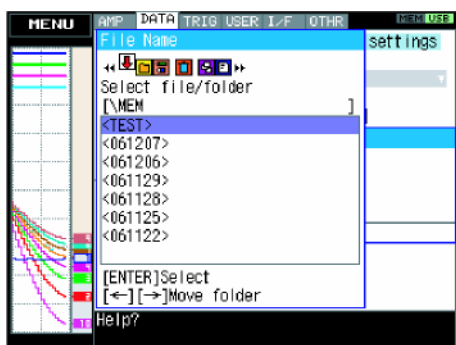 MENU AMP DATA TRIG USER I/F OTHR MEM USB
File Name
settings
Select file/folder
[\MEM ]
<TEST>
<061207>
<061206>
<061129>
<061128>
<061125>
<061122>
[ENTER]Select
[←][→]Move folder
10 Help?